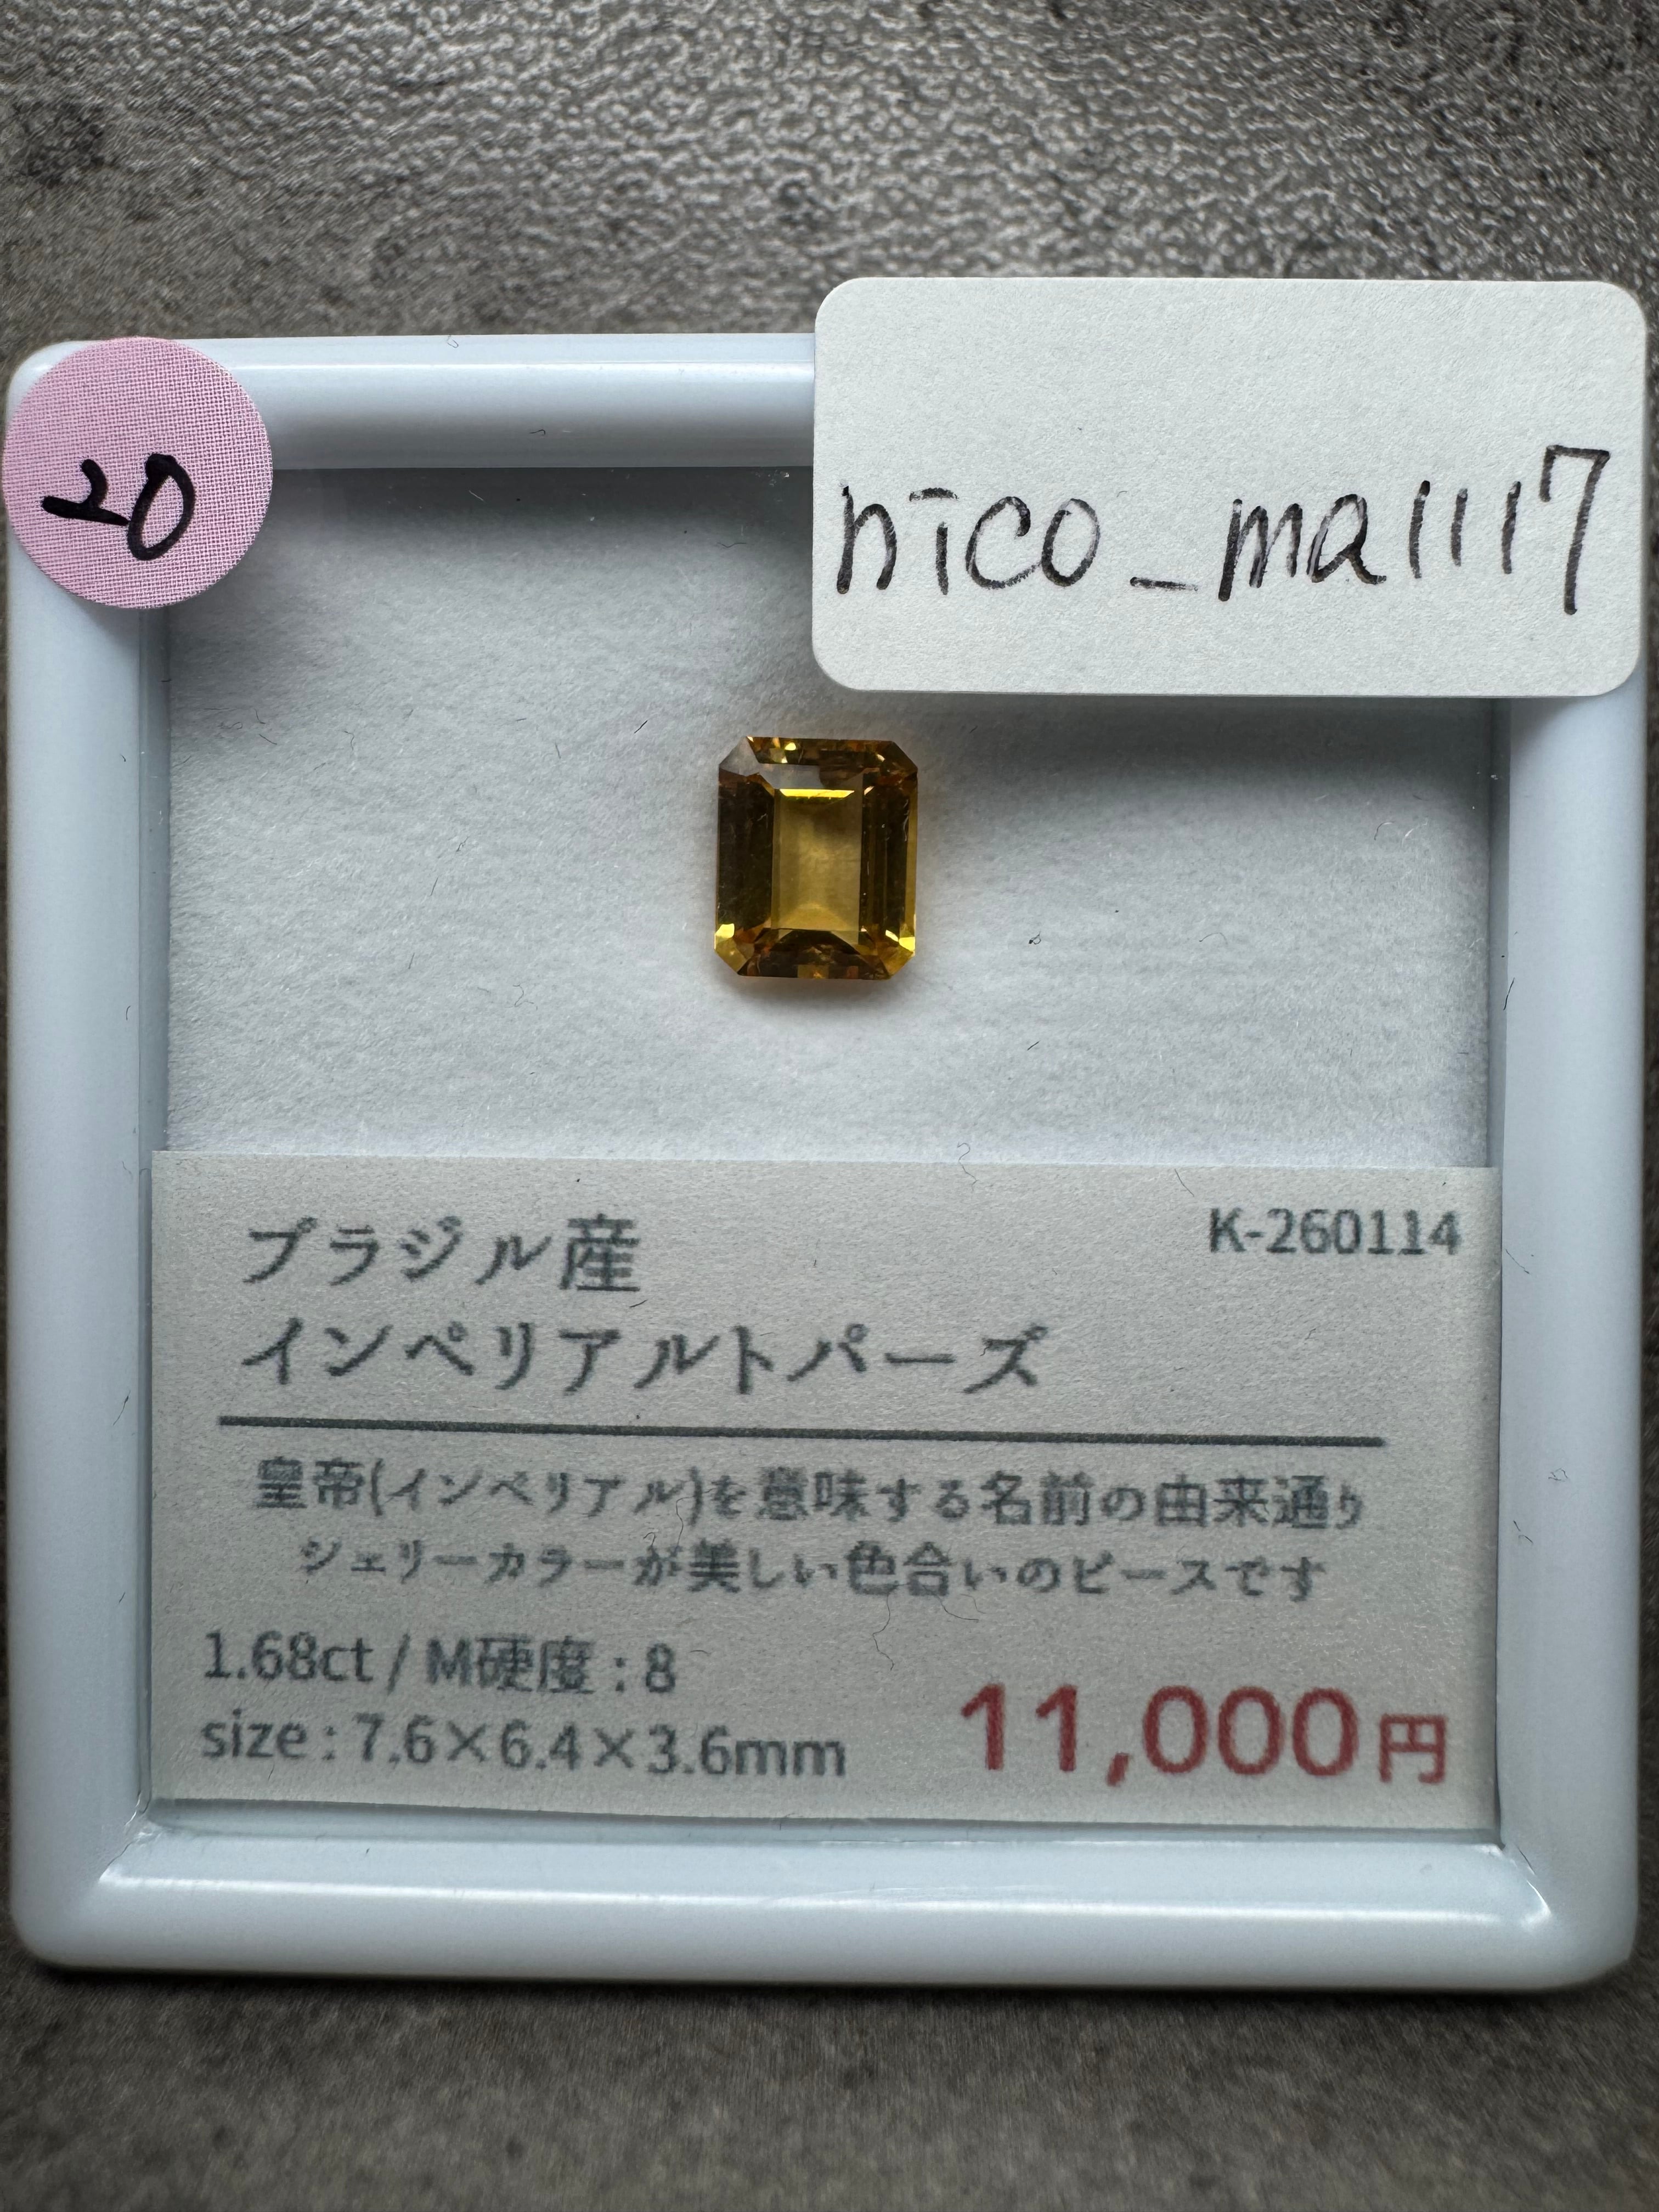 20
nico_ma1117
ブラジル産
K-260114
インペリアルトパーズ
皇帝(インペリアル)を意味する名前の由来通り
シェリーカラーが美しい色合いのピースです
1.68ct / M硬度 : 8
size : 7.6×6.4×3.6mm
11,000円